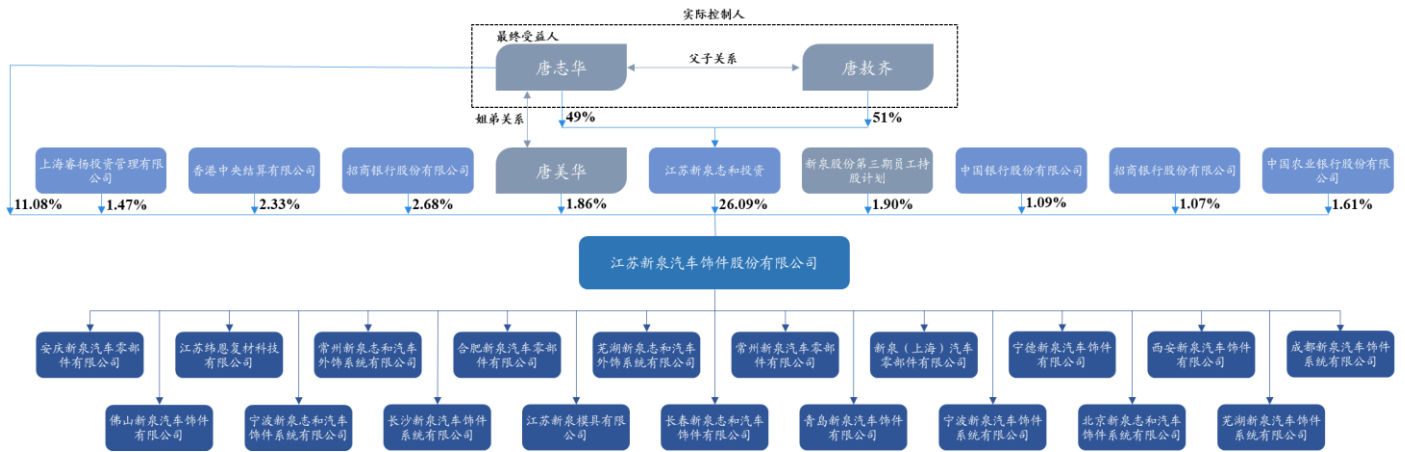 实际控制人
最终受益人
唐志华
父子关系
唐敖齐
姐弟关系
49%
51%
上海睿扬投资管理有限
公司
香港中央结算有限公司
招商银行股份有限公司
唐美华
江苏新泉志和投资
新泉股份第三期员工持
股计划
中国银行股份有限公司
招商银行股份有限公司
中国农业银行股份有限
公司
11.08%
1.47%
2.33%
2.68%
1.86%
26.09%
1.90%
1.09%
1.07%
1.61%
江苏新泉汽车饰件股份有限公司
安庆新泉汽车零部
件有限公司
江苏纬恩复材科技
有限公司
常州新泉志和汽车
外饰系统有限公司
合肥新泉汽车零部
件有限公司
芜湖新泉志和汽车
外饰系统有限公司
常州新泉汽车零部
件有限公司
新泉（上海）汽车
零部件有限公司
宁德新泉汽车饰件
有限公司
西安新泉汽车饰件
有限公司
成都新泉汽车饰件
系统有限公司
佛山新泉汽车饰件
有限公司
宁波新泉志和汽车
饰件系统有限公司
长沙新泉汽车饰件
系统有限公司
江苏新泉模具有限
公司
长春新泉志和汽车
饰件有限公司
青岛新泉汽车饰件
有限公司
宁波新泉汽车饰件
系统有限公司
北京新泉志和汽车
饰件系统有限公司
芜湖新泉汽车饰件
系统有限公司